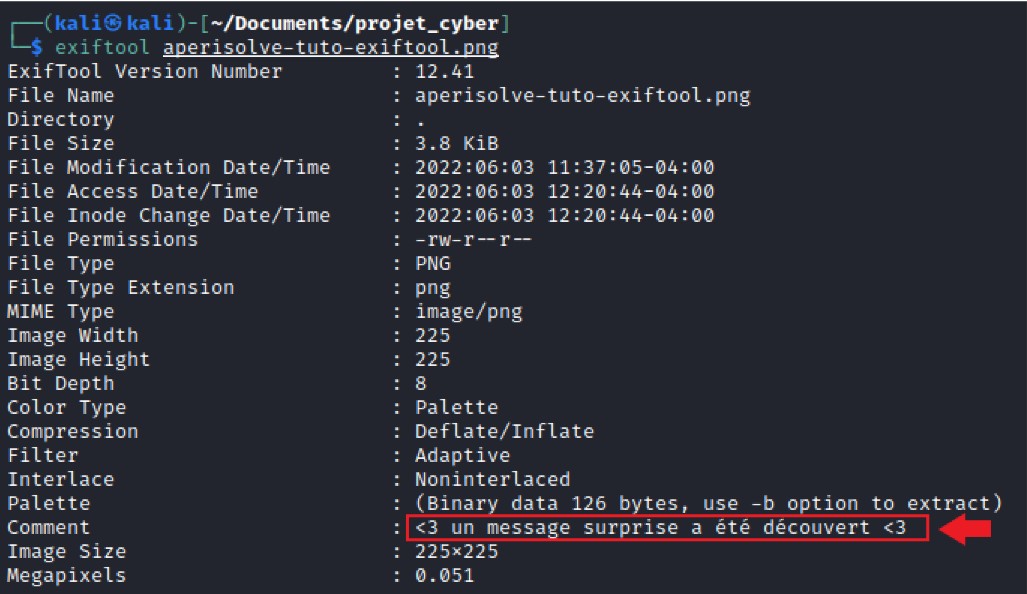 ┌──(kali㉿kali)-[~/Documents/projet_cyber]
└─$ exiftool aperisolve-tuto-exiftool.png
ExifTool Version Number : 12.41
File Name : aperisolve-tuto-exiftool.png
Directory : .
File Size : 3.8 KiB
File Modification Date/Time : 2022:06:03 11:37:05-04:00
File Access Date/Time : 2022:06:03 12:20:44-04:00
File Inode Change Date/Time : 2022:06:03 12:20:44-04:00
File Permissions : -rw-r--r--
File Type : PNG
File Type Extension : png
MIME Type : image/png
Image Width : 225
Image Height : 225
Bit Depth : 8
Color Type : Palette
Compression : Deflate/Inflate
Filter : Adaptive
Interlace : Noninterlaced
Palette : (Binary data 126 bytes, use -b option to extract)
Comment : <3 un message surprise a été découvert <3
Image Size : 225×225
Megapixels : 0.051